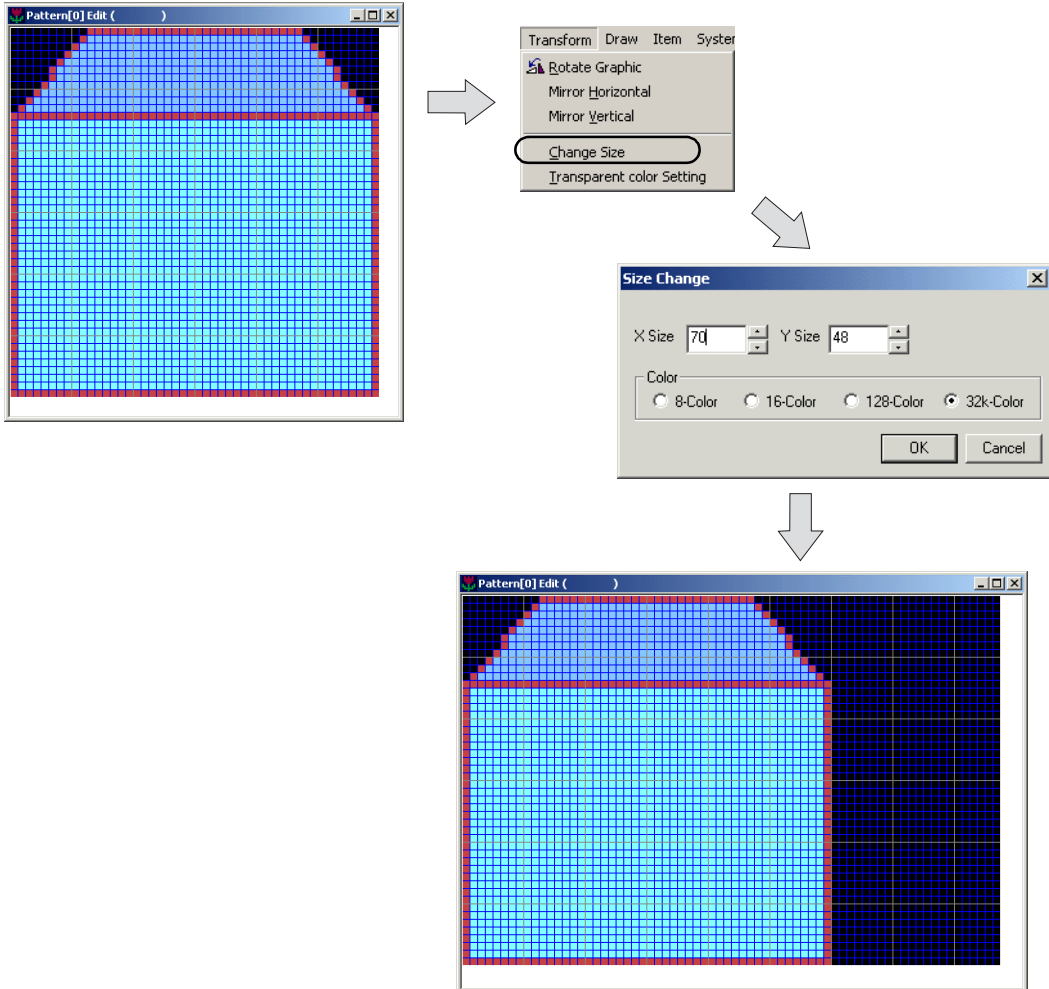 Pattern[0] Edit ( )
Transform Draw Item Syster
Rotate Graphic
Mirror Horizontal
Mirror Vertical
Change Size
Transparent color Setting
Size Change
X Size 70 Y Size 48
Color
8-Color 16-Color 128-Color 32k-Color
OK Cancel
Pattern[0] Edit ( )